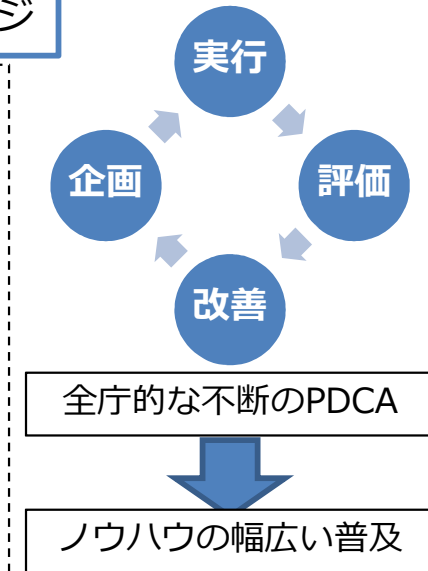 ジ
実行
企画
評価
改善
全庁的な不断のPDCA
ノウハウの幅広い普及